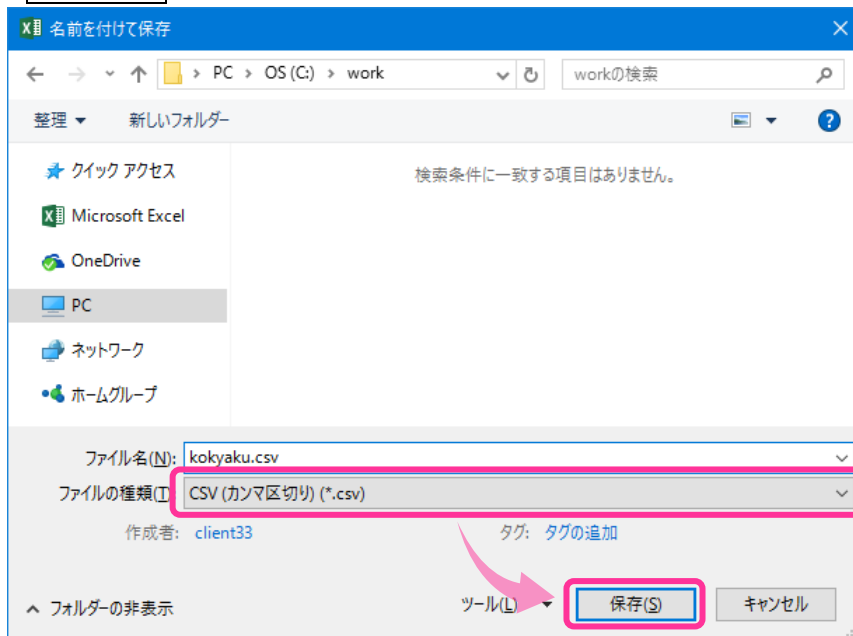 名前を付けて保存
PC > OS (C:) > work
workの検索
整理 新しいフォルダー
クイック アクセス
検索条件に一致する項目はありません。
Microsoft Excel
OneDrive
PC
ネットワーク
ホームグループ
ファイル名(N): kokyaku.csv
ファイルの種類(T): CSV (カンマ区切り) (*.csv)
作成者: client33 タグ: タグの追加
フォルダーの非表示 ツール(L) 保存(S) キャンセル